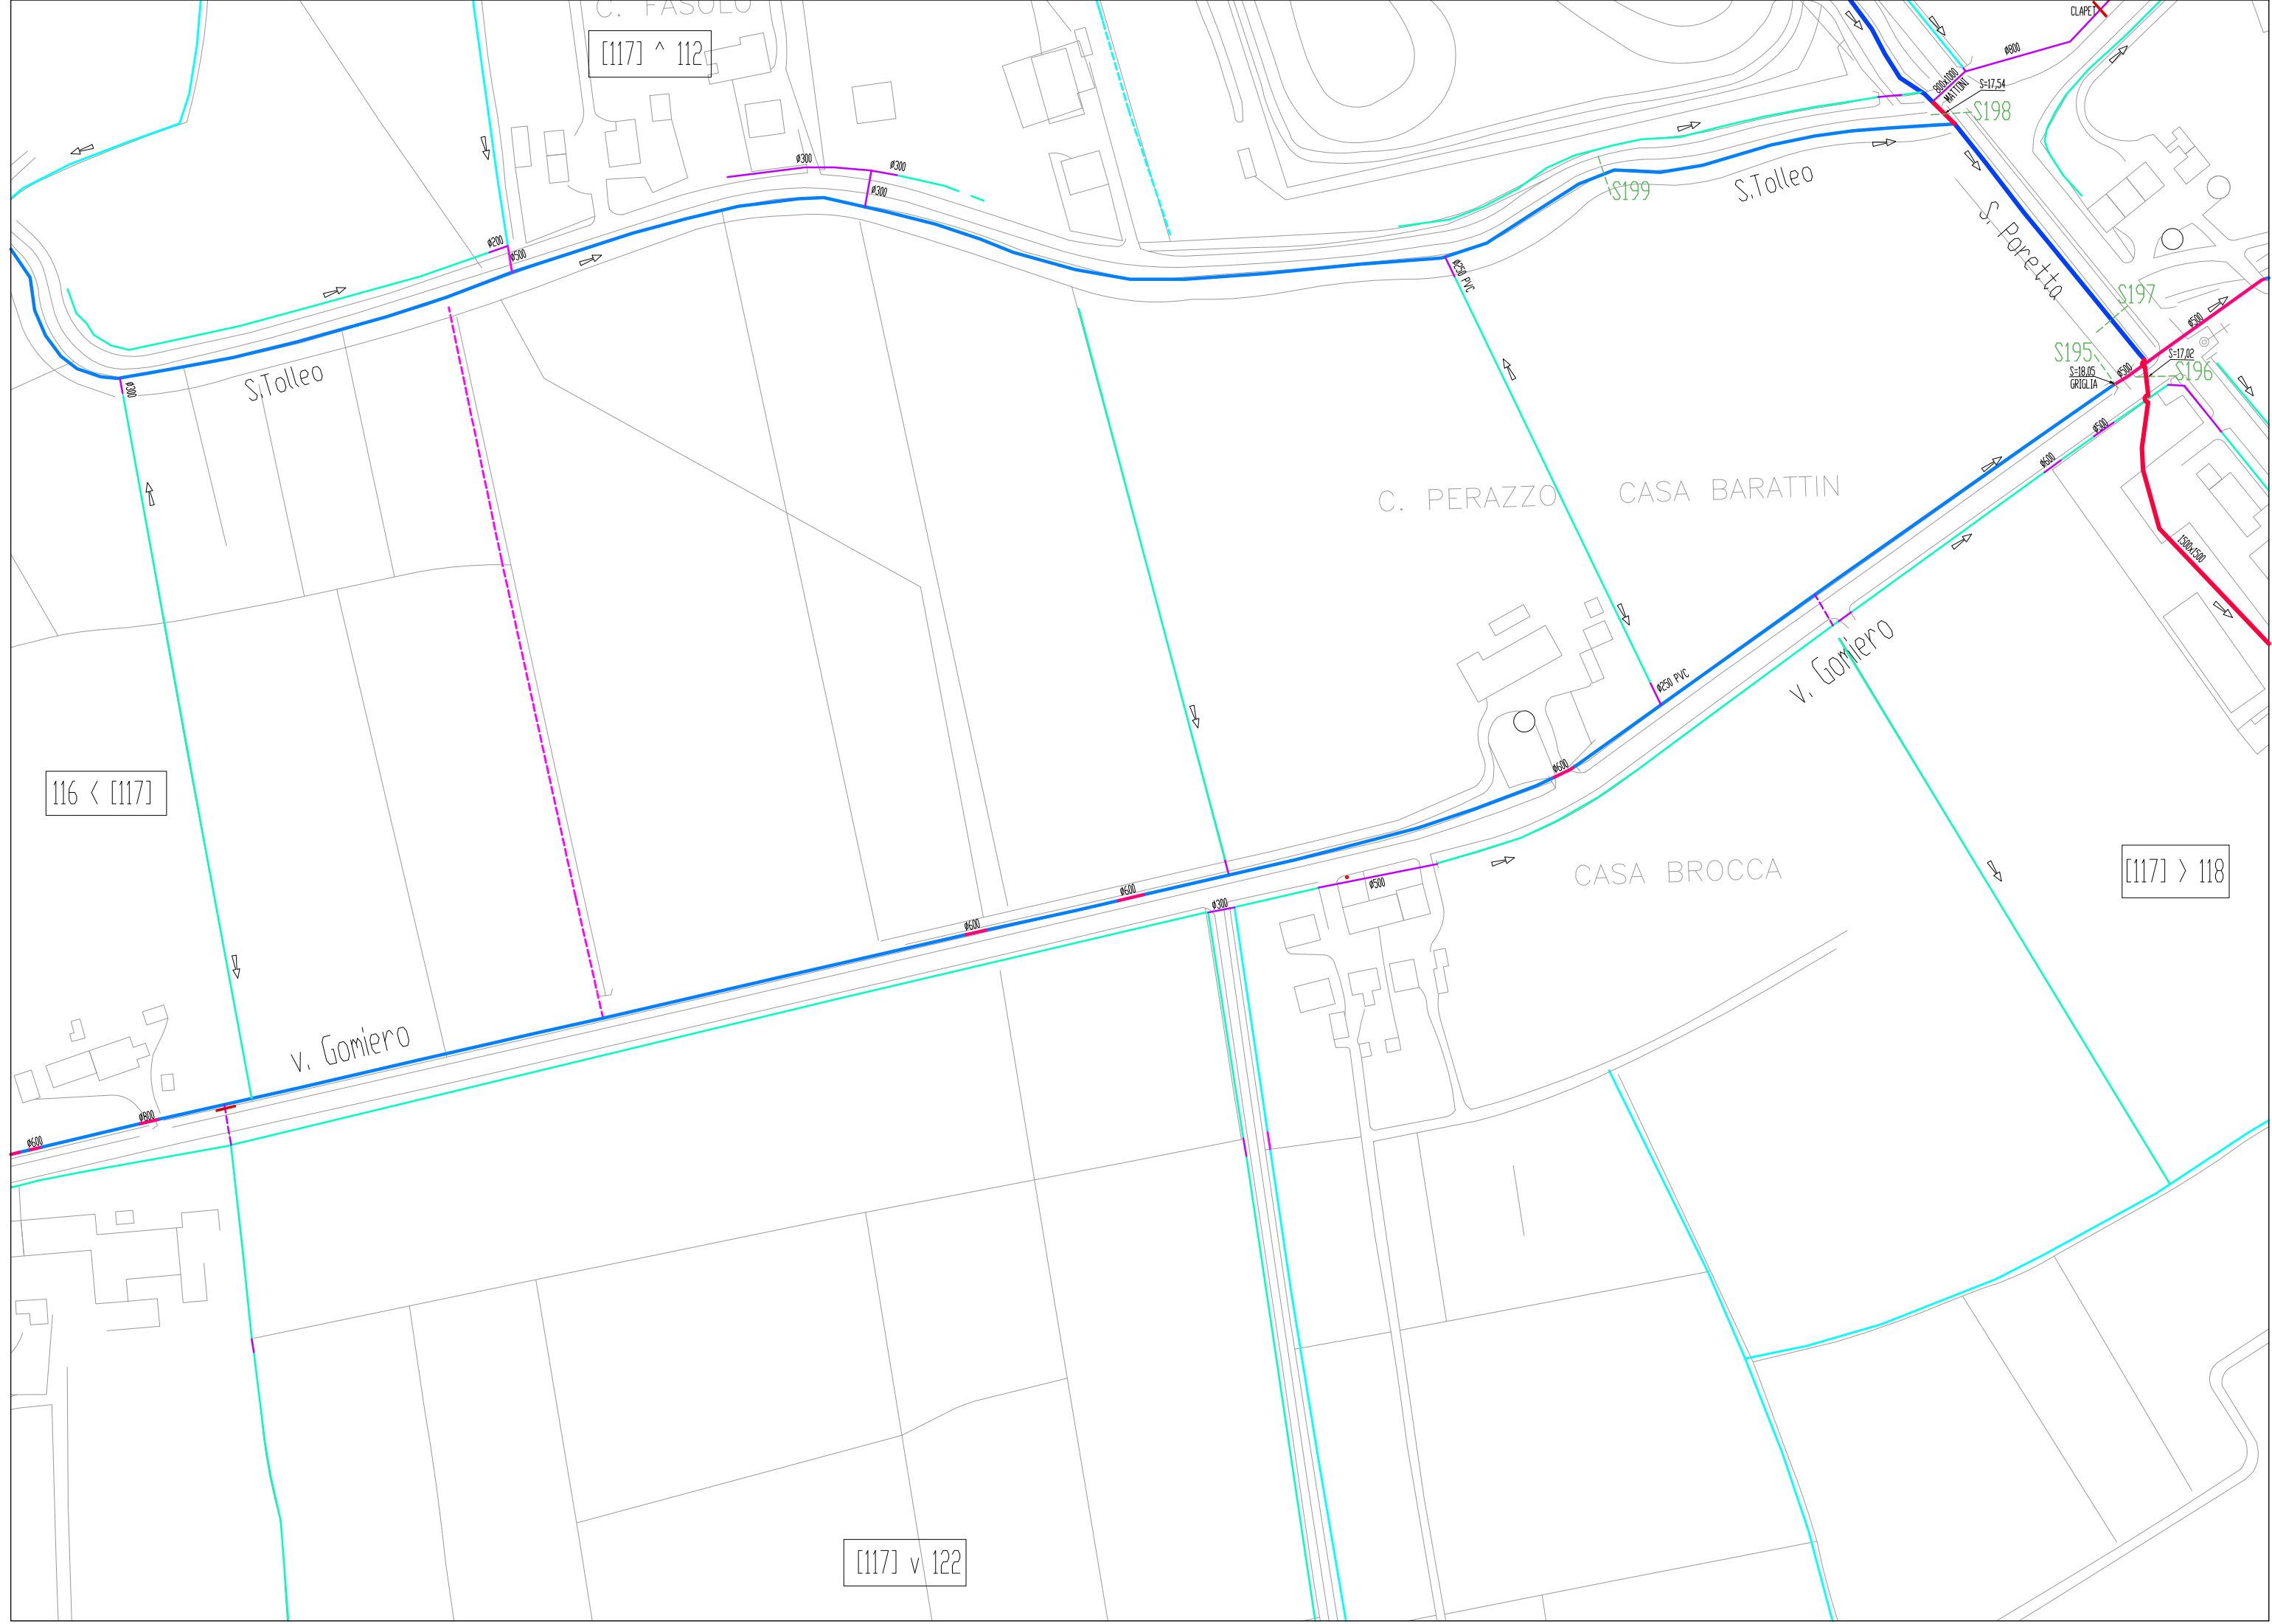 C. FASOLO
[117] ^ 112
CLAPET
ø800
800x1000
MATTONI
S=17,54
S198
ø300
ø300
ø300
S199
S.Tolleo
S. Poretta
ø200
ø500
ø250 PVC
S197
ø500
S195
S=17,02
S196
S=18,05
GRIGLIA
ø500
ø300
S.Tolleo
ø500
ø600
C. PERAZZO
CASA BARATTIN
1500x1500
v. Gomiero
ø250 PVC
116 < [117]
ø600
[117] > 118
CASA BROCCA
ø500
ø600
ø300
ø600
v. Gomiero
ø800
ø600
[117] v 122